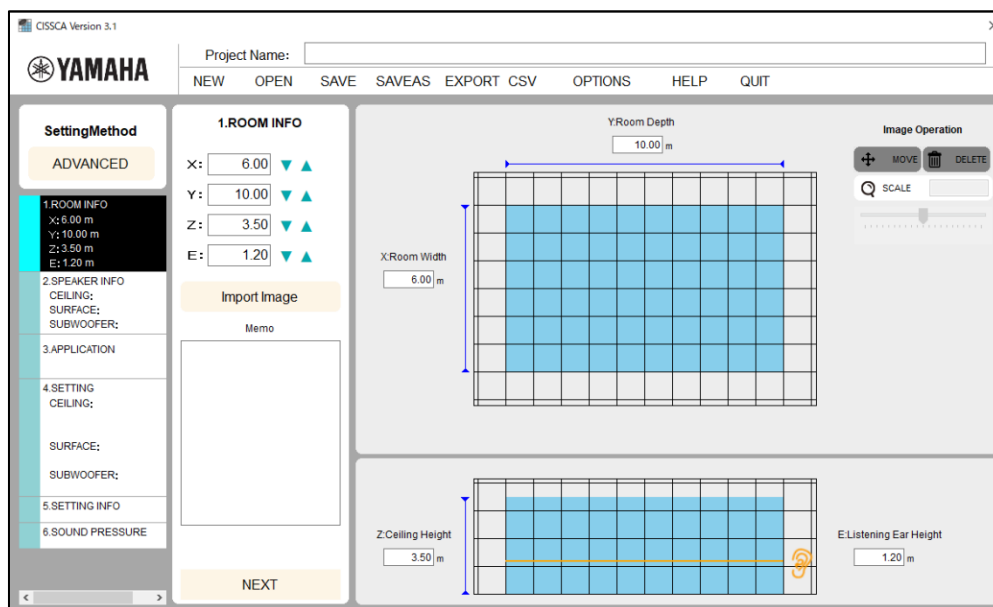 CISSCA Version 3.1
YAMAHA
Project Name:
NEW OPEN SAVE SAVEAS EXPORT CSV OPTIONS HELP QUIT
SettingMethod
ADVANCED
1.ROOM INFO
X: 6.00 m
Y: 10.00 m
Z: 3.50 m
E: 1.20 m
2.SPEAKER INFO
CEILING:
SURFACE:
SUBWOOFER:
3.APPLICATION
4.SETTING
CEILING:
SURFACE:
SUBWOOFER:
5.SETTING INFO
6.SOUND PRESSURE
1.ROOM INFO
X: 6.00
Y: 10.00
Z: 3.50
E: 1.20
Import Image
Memo
NEXT
Y:Room Depth
10.00 m
X:Room Width
6.00 m
Image Operation
MOVE DELETE
SCALE
Z:Ceiling Height
3.50 m
E:Listening Ear Height
1.20 m